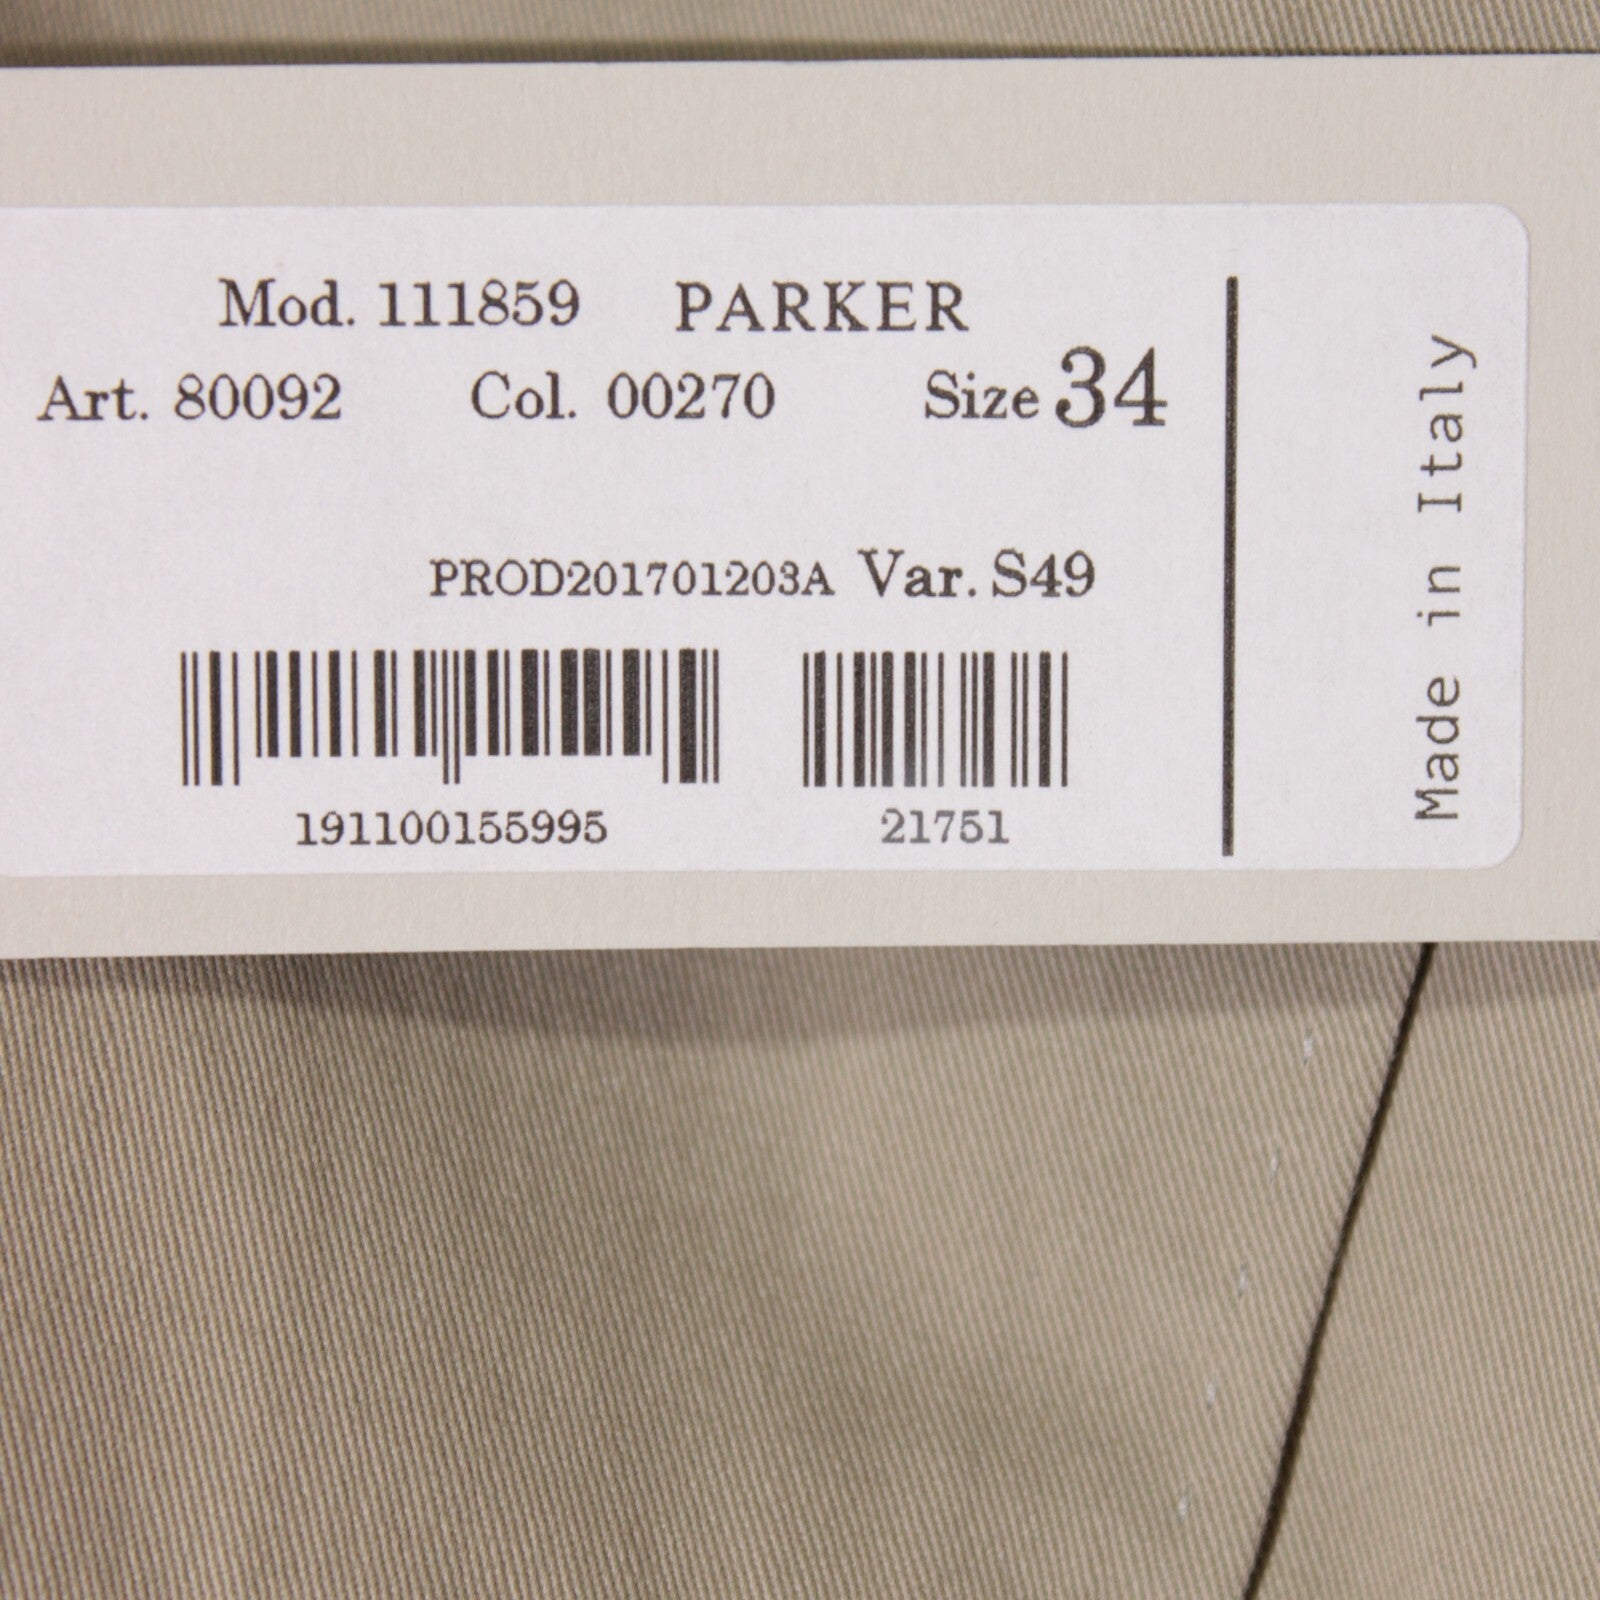 Mod. 111859 PARKER
Art. 80092 Col. 00270 Size 34
PROD201701203A Var. S49
191100155995 21751
Made in Italy